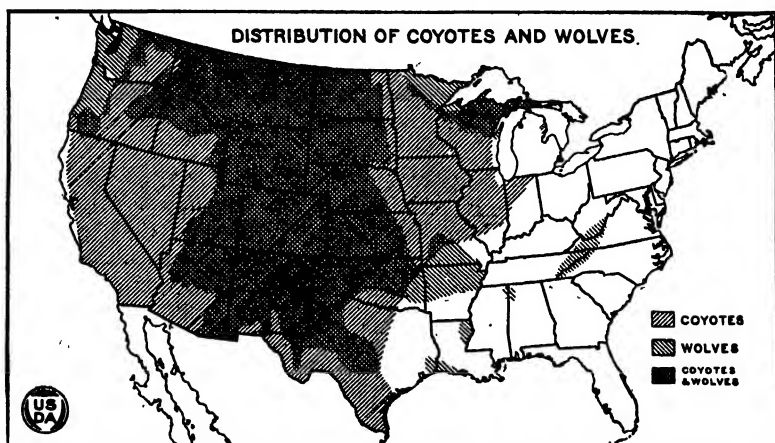 DISTRIBUTION OF COYOTES AND WOLVES.
COYOTES
WOLVES
COYOTES
& WOLVES
US
DA